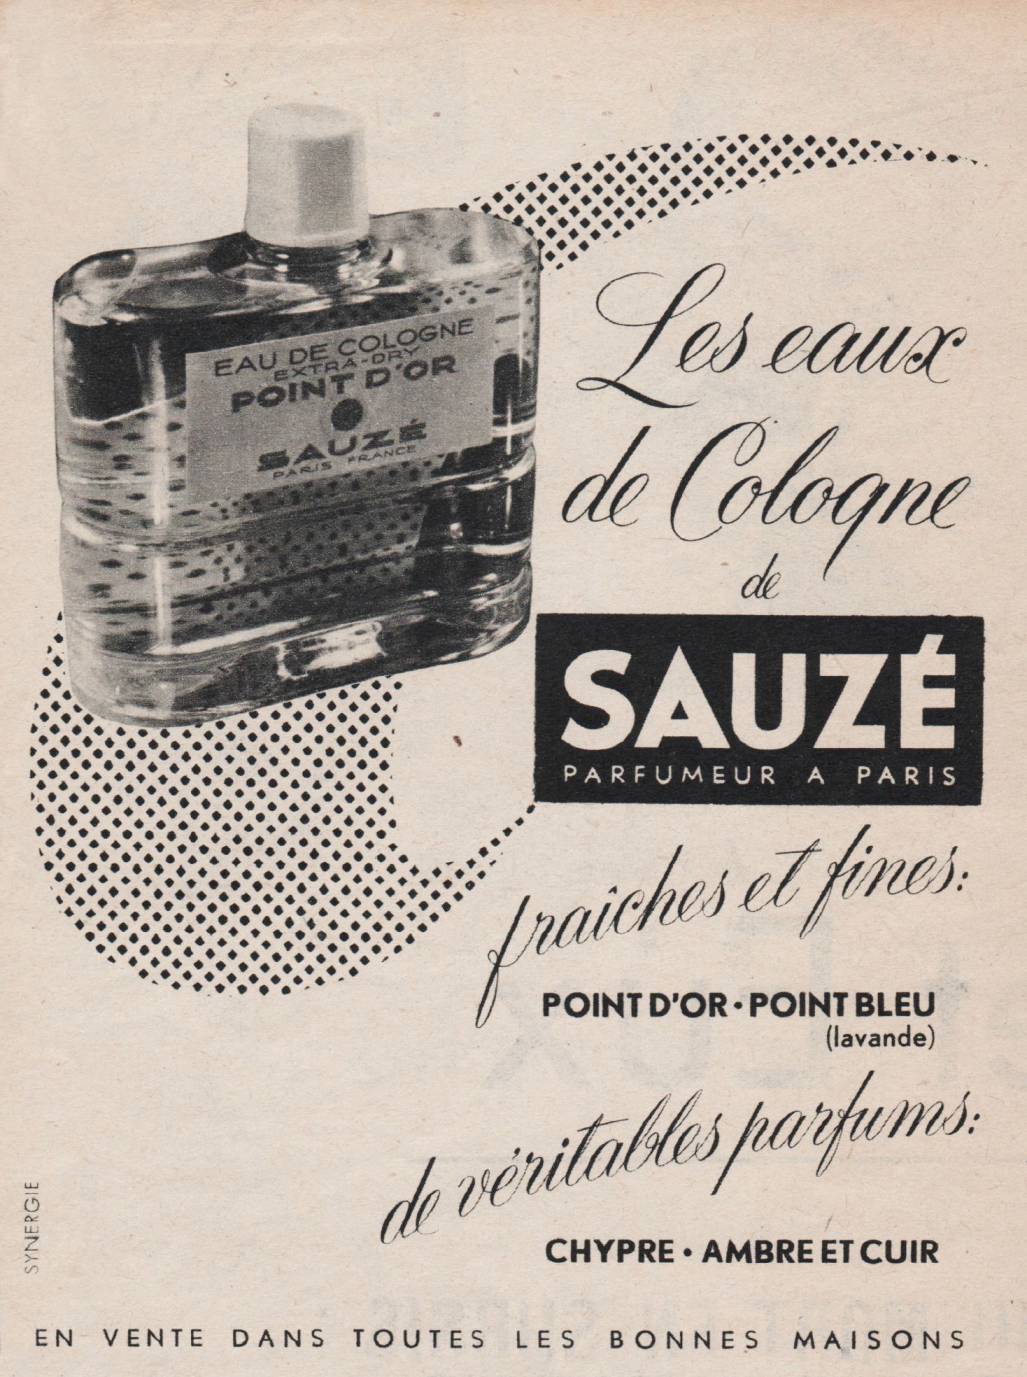 EAU DE COLOGNE
EXTRA-DRY
POINT D'OR
SAUZÉ
PARIS FRANCE
Les eaux
de Cologne
de
SAUZÉ
PARFUMEUR A PARIS
fraiches et fines:
POINT D'OR • POINT BLEU
(lavande)
de véritables parfums:
CHYPRE • AMBRE ET CUIR
SYNERGIE
EN VENTE DANS TOUTES LES BONNES MAISONS